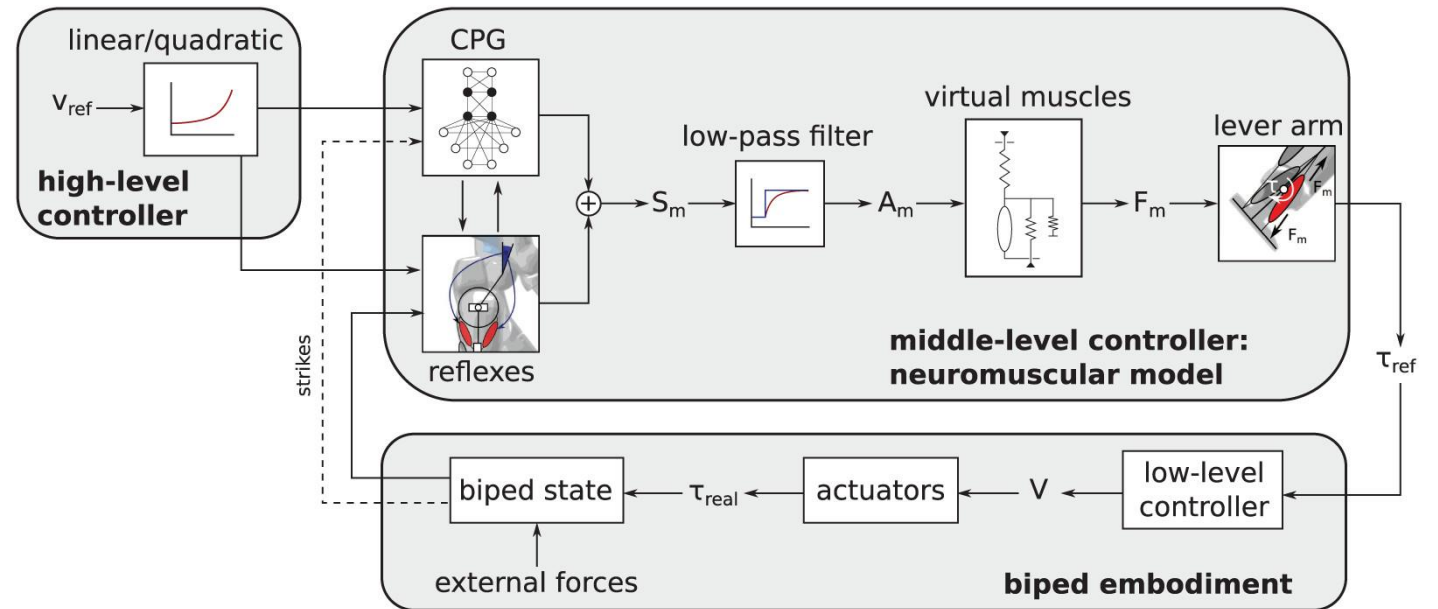 linear/quadratic
v_ref
high-level
controller
CPG
reflexes
strikes
+
S_m
low-pass filter
A_m
virtual muscles
F_m
lever arm
τ
F_m
F_m
middle-level controller:
neuromuscular model
τ_ref
biped state
τ_real
actuators
V
low-level
controller
external forces
biped embodiment